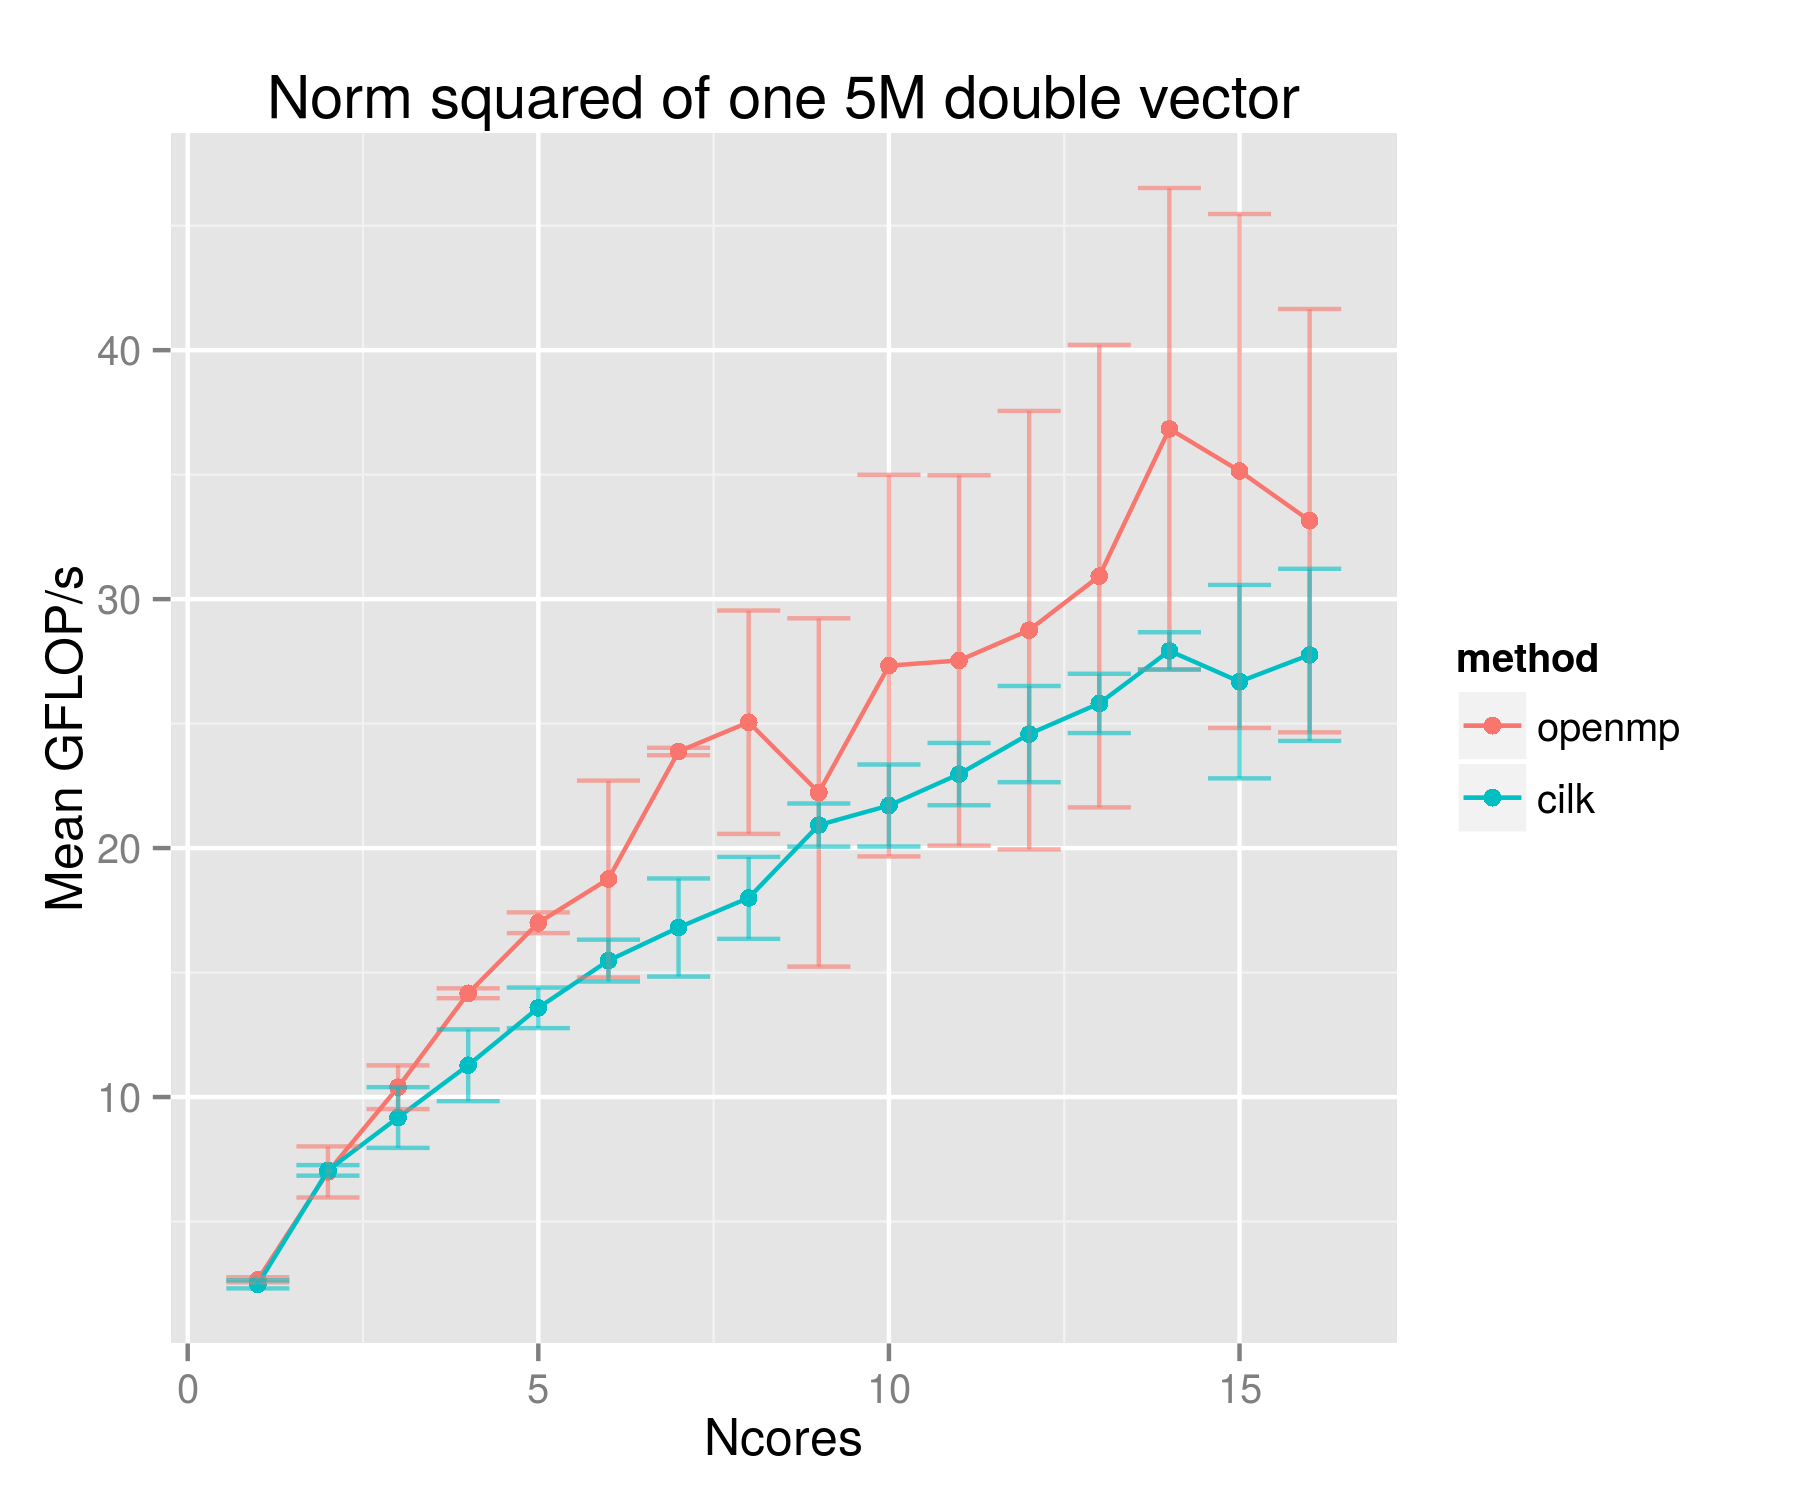 Norm squared of one 5M double vector
Mean GFLOP/s
40
30
20
10
0 5 10 15
Ncores
method
openmp
cilk